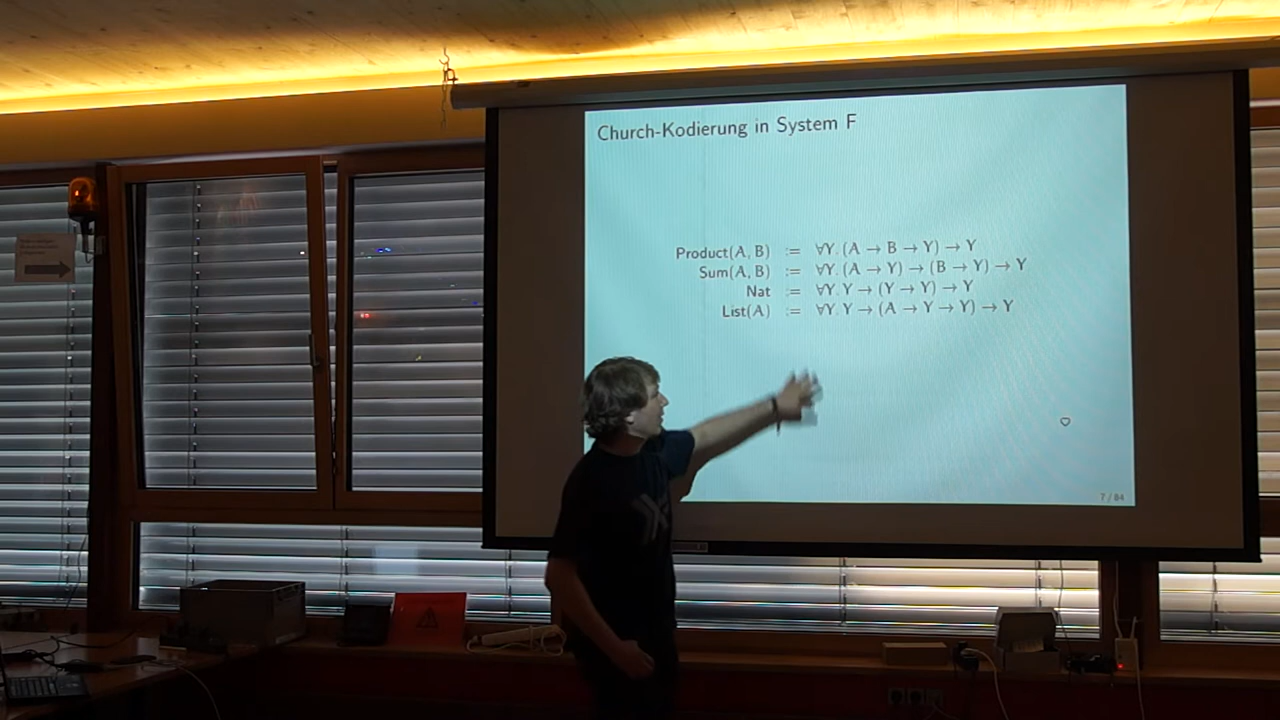 Church-Kodierung in System F
Product(A, B) := ∀Y. (A → B → Y) → Y
Sum(A, B) := ∀Y. (A → Y) → (B → Y) → Y
Nat := ∀Y. Y → (Y → Y) → Y
List(A) := ∀Y. Y → (A → Y → Y) → Y
7 / 84